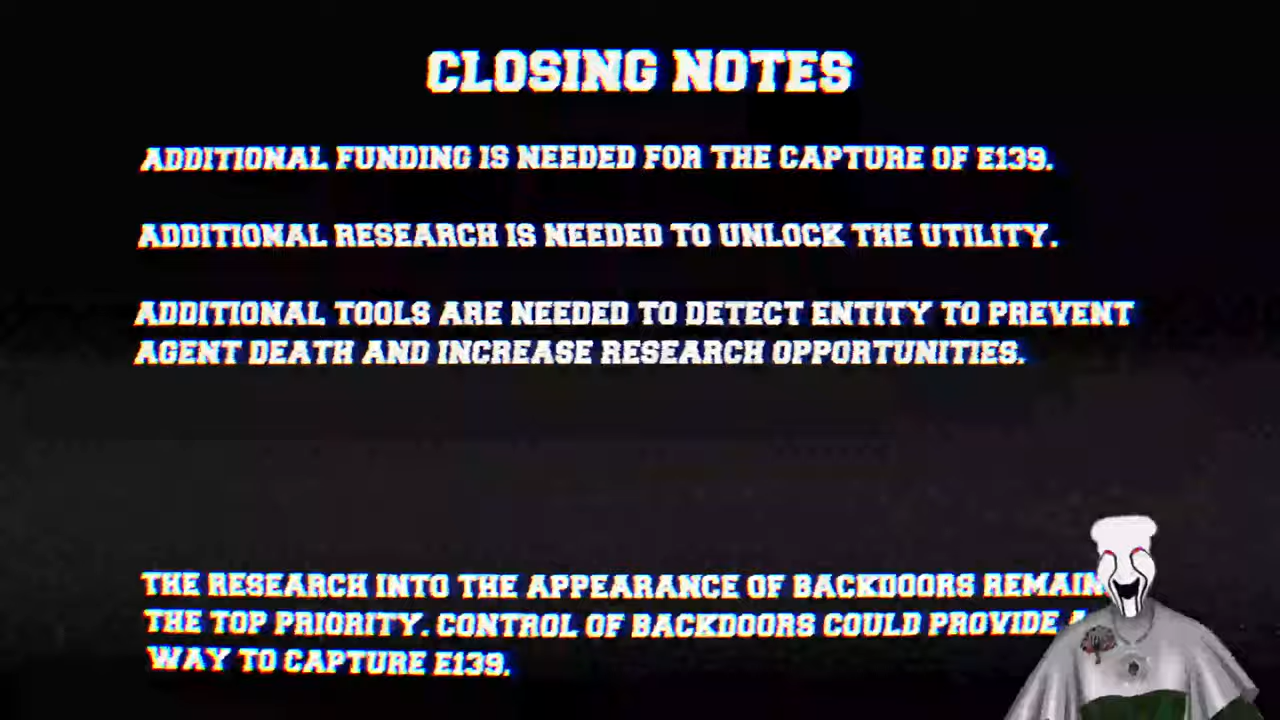 CLOSING NOTES
ADDITIONAL FUNDING IS NEEDED FOR THE CAPTURE OF E139.
ADDITIONAL RESEARCH IS NEEDED TO UNLOCK THE UTILITY.
ADDITIONAL TOOLS ARE NEEDED TO DETECT ENTITY TO PREVENT
AGENT DEATH AND INCREASE RESEARCH OPPORTUNITIES.
THE RESEARCH INTO THE APPEARANCE OF BACKDOORS REMAIN
THE TOP PRIORITY. CONTROL OF BACKDOORS COULD PROVIDE
WAY TO CAPTURE E139.